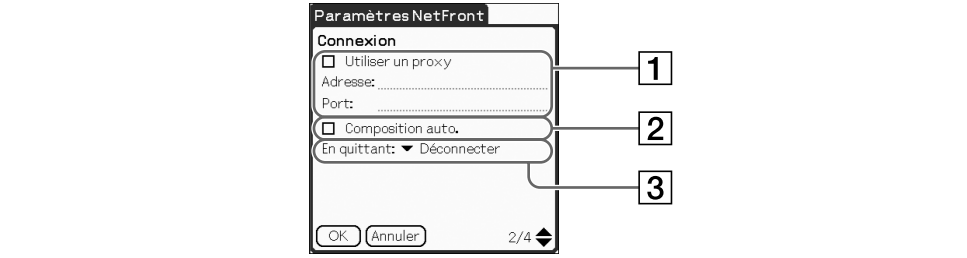 Paramètres NetFront
Connexion
Utiliser un proxy
Adresse:
Port:
1
Composition auto.
2
En quittant: Déconnecter
3
OK Annuler 2/4